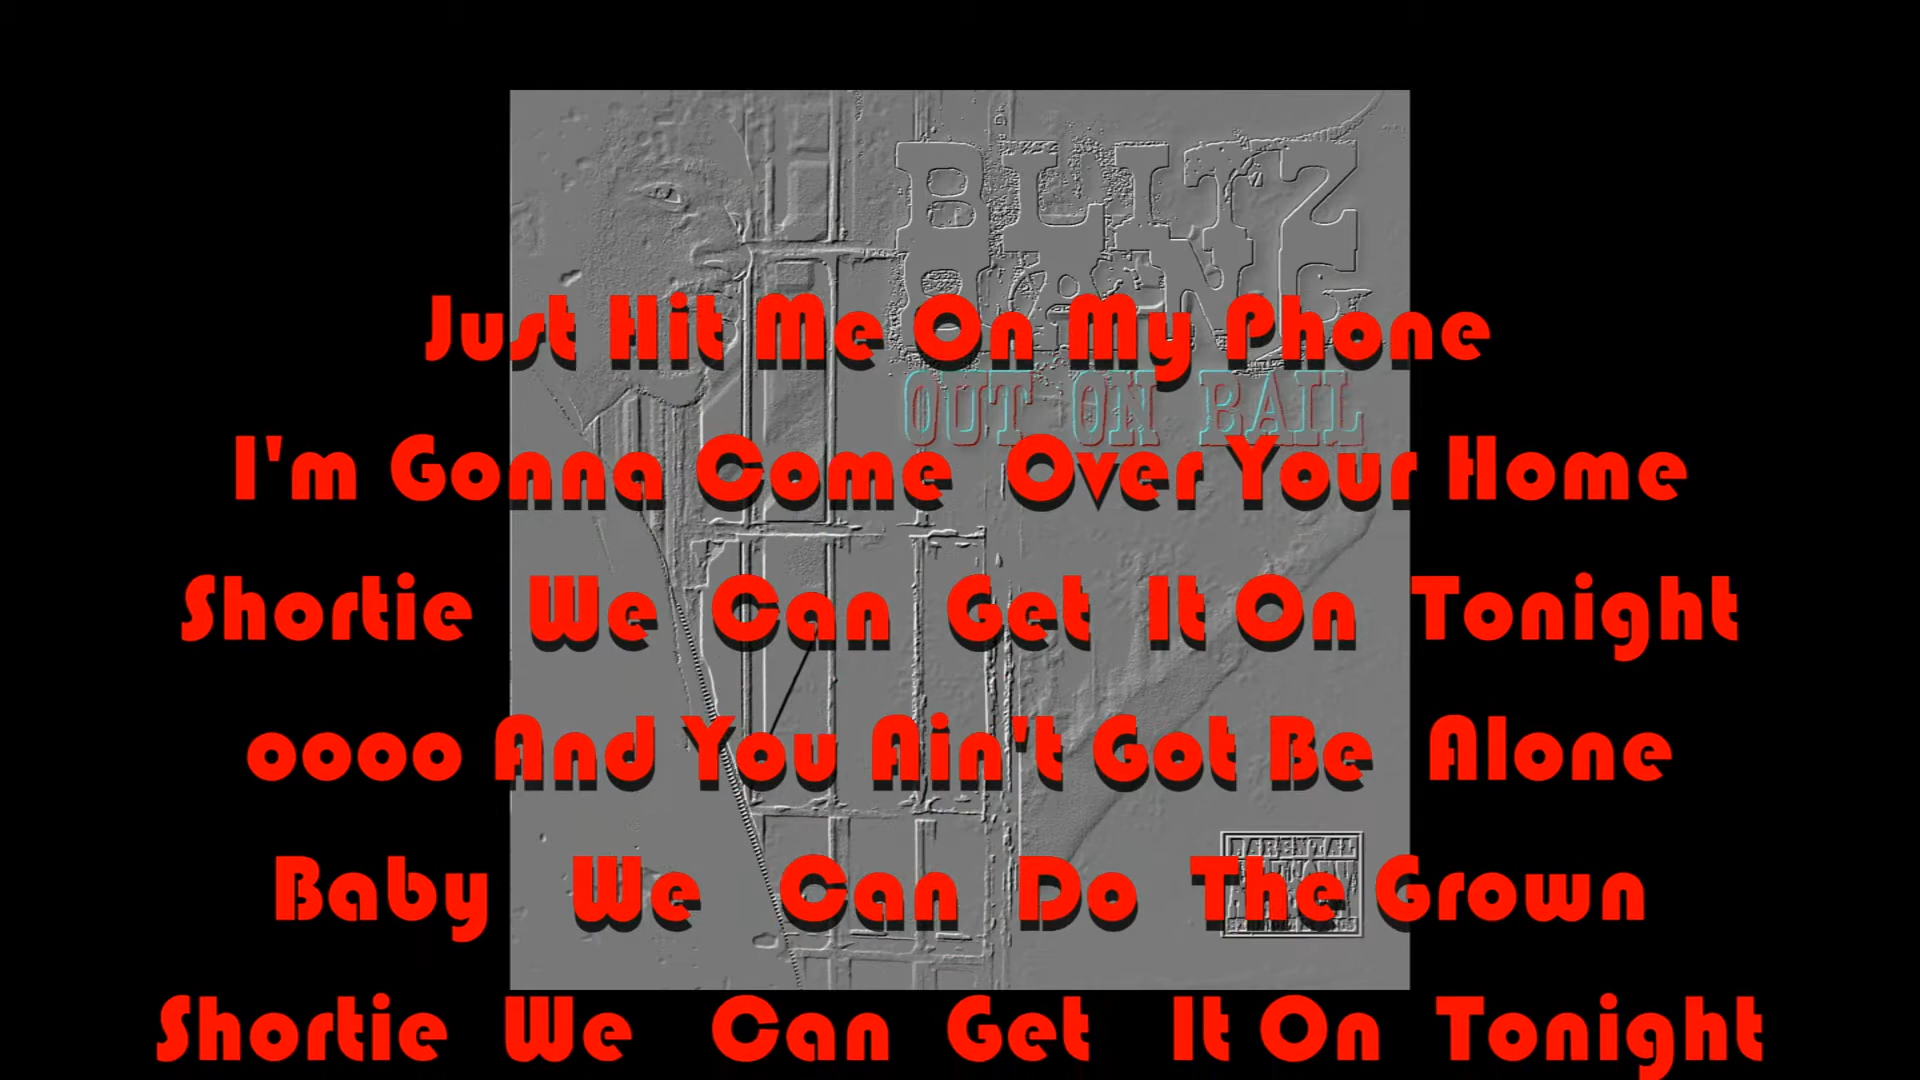 BLITZ
Just Hit Me On My Phone
OUT ON BAIL
I'm Gonna Come Over Your Home
Shortie We Can Get It On Tonight
oooo And You Ain't Got Be Alone
Baby We Can Do The Grown
PARENTAL
Shortie We Can Get It On Tonight